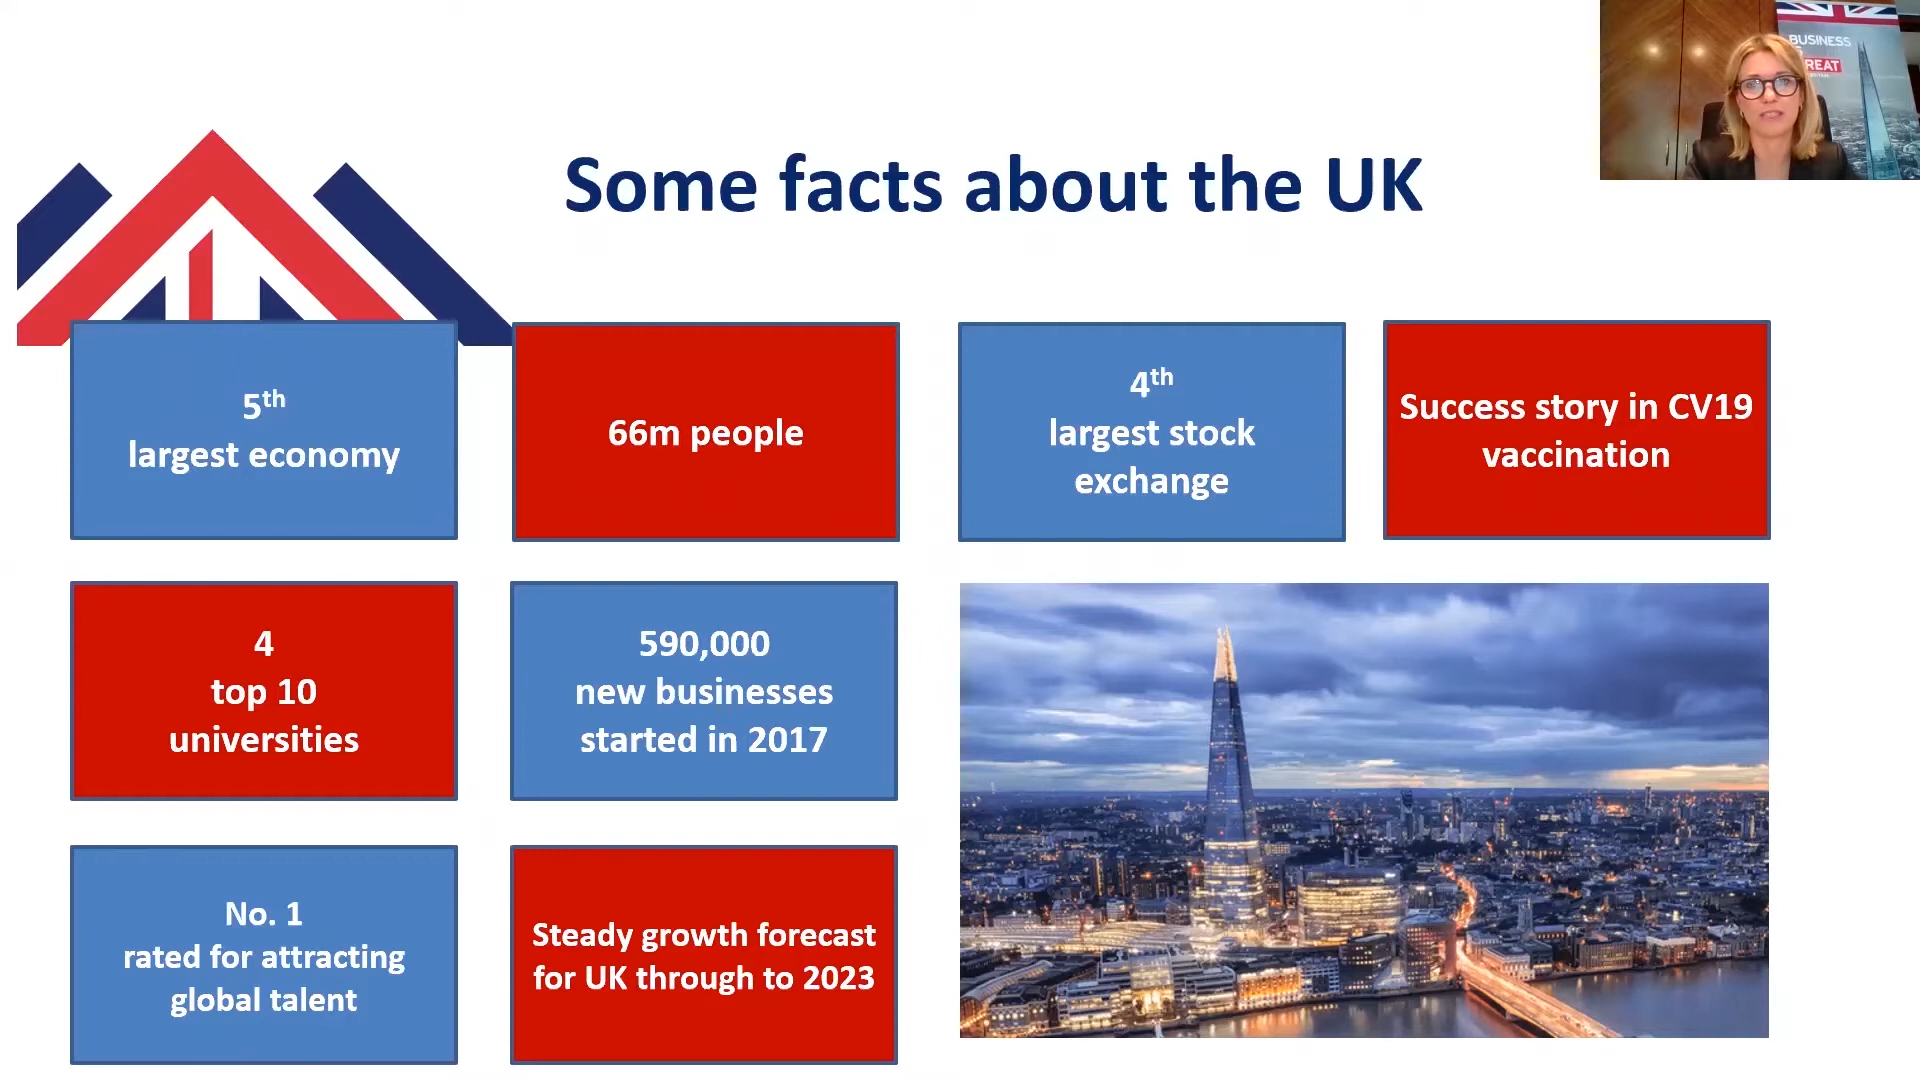 BUSINESS
REAT
Some facts about the UK
5th
largest economy
66m people
4th
largest stock
exchange
Success story in CV19
vaccination
4
top 10
universities
590,000
new businesses
started in 2017
No. 1
rated for attracting
global talent
Steady growth forecast
for UK through to 2023